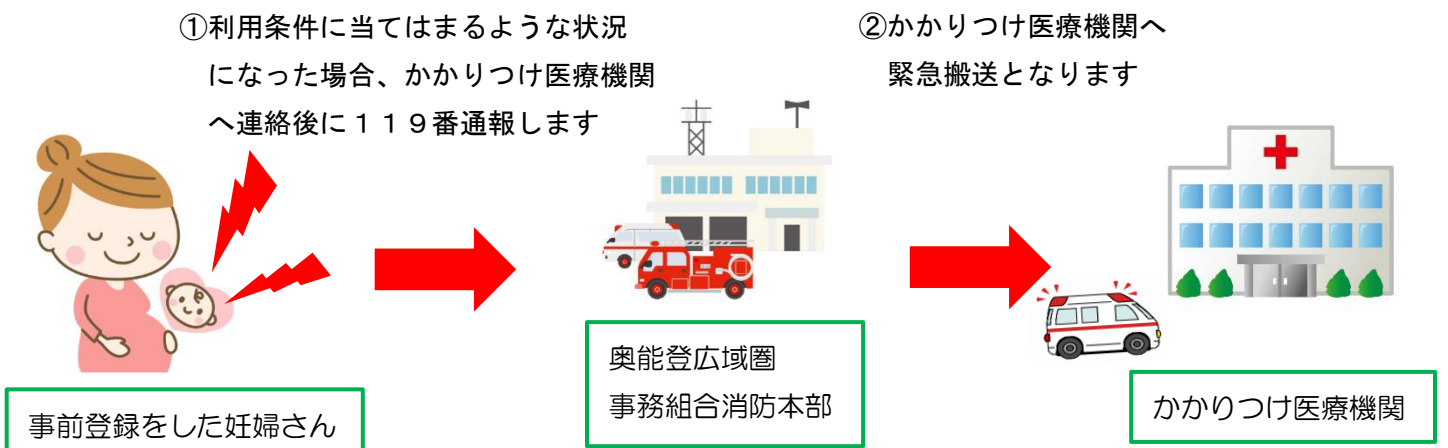 ①利用条件に当てはまるような状況
になった場合、かかりつけ医療機関
へ連絡後に１１９番通報します
②かかりつけ医療機関へ
緊急搬送となります
事前登録をした妊婦さん
奥能登広域圏
事務組合消防本部
かかりつけ医療機関